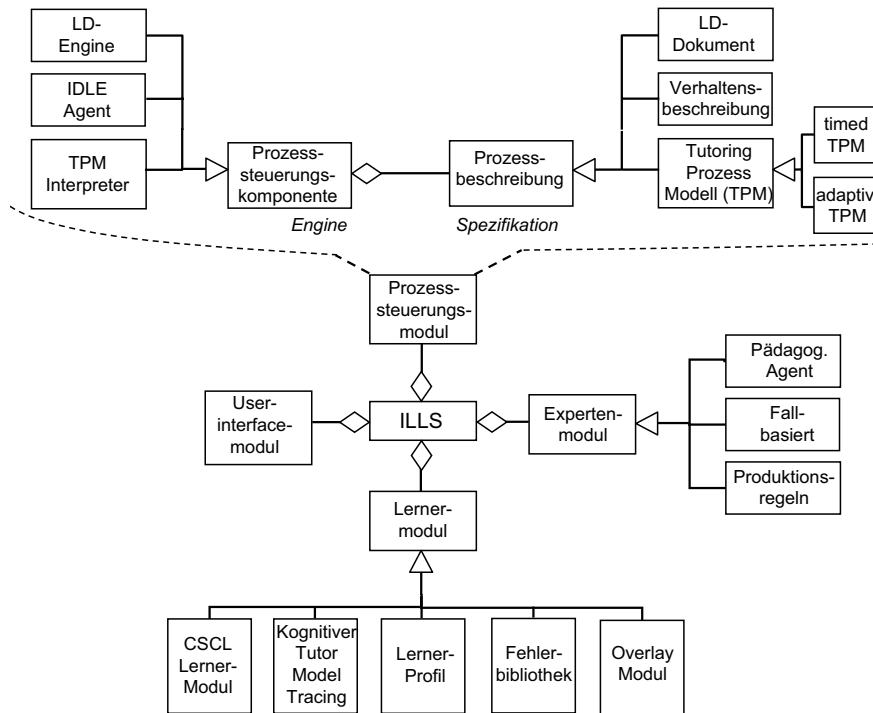 LD-
Engine
IDLE
Agent
TPM
Interpreter
Prozess-
steuerungs-
komponente
Engine
Prozess-
beschreibung
Spezifikation
LD-
Dokument
Verhaltens-
beschreibung
Tutoring
Prozess
Modell (TPM)
timed
TPM
adaptiv
TPM
Prozess-
steuerungs-
modul
User-
interface-
modul
ILLS
Experten-
modul
Pädagog.
Agent
Fall-
basiert
Produktions-
regeln
Lerner-
modul
CSCL
Lerner-
Modul
Kognitiver
Tutor
Model
Tracing
Lerner-
Profil
Fehler-
bibliothek
Overlay
Modul